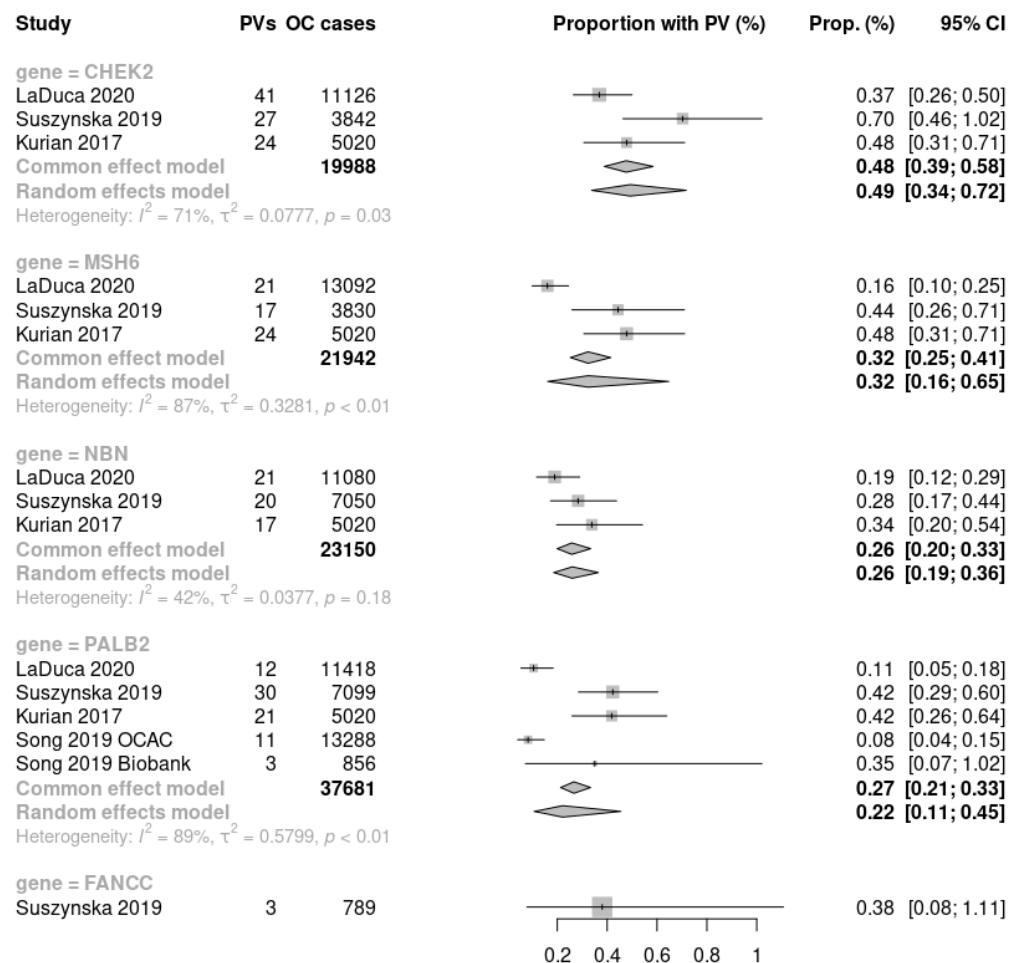 Study PVs OC cases Proportion with PV (%) Prop. (%) 95% CI
gene = CHEK2
LaDuca 2020 41 11126 0.37 [0.26; 0.50]
Suszynska 2019 27 3842 0.70 [0.46; 1.02]
Kurian 2017 24 5020 0.48 [0.31; 0.71]
Common effect model 19988 0.48 [0.39; 0.58]
Random effects model 0.49 [0.34; 0.72]
Heterogeneity: I² = 71%, τ² = 0.0777, p = 0.03
gene = MSH6
LaDuca 2020 21 13092 0.16 [0.10; 0.25]
Suszynska 2019 17 3830 0.44 [0.26; 0.71]
Kurian 2017 24 5020 0.48 [0.31; 0.71]
Common effect model 21942 0.32 [0.25; 0.41]
Random effects model 0.32 [0.16; 0.65]
Heterogeneity: I² = 87%, τ² = 0.3281, p < 0.01
gene = NBN
LaDuca 2020 21 11080 0.19 [0.12; 0.29]
Suszynska 2019 20 7050 0.28 [0.17; 0.44]
Kurian 2017 17 5020 0.34 [0.20; 0.54]
Common effect model 23150 0.26 [0.20; 0.33]
Random effects model 0.26 [0.19; 0.36]
Heterogeneity: I² = 42%, τ² = 0.0377, p = 0.18
gene = PALB2
LaDuca 2020 12 11418 0.11 [0.05; 0.18]
Suszynska 2019 30 7099 0.42 [0.29; 0.60]
Kurian 2017 21 5020 0.42 [0.26; 0.64]
Song 2019 OCAC 11 13288 0.08 [0.04; 0.15]
Song 2019 Biobank 3 856 0.35 [0.07; 1.02]
Common effect model 37681 0.27 [0.21; 0.33]
Random effects model 0.22 [0.11; 0.45]
Heterogeneity: I² = 89%, τ² = 0.5799, p < 0.01
gene = FANCC
Suszynska 2019 3 789 0.38 [0.08; 1.11]
0.2 0.4 0.6 0.8 1